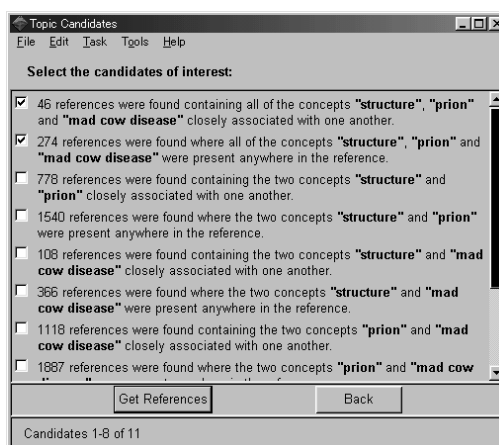 Topic Candidates
File Edit Task Tools Help
Select the candidates of interest:
46 references were found containing all of the concepts "structure", "prion"
and "mad cow disease" closely associated with one another.
274 references were found where all of the concepts "structure", "prion" and
"mad cow disease" were present anywhere in the reference.
778 references were found containing the two concepts "structure" and
"prion" closely associated with one another.
1540 references were found where the two concepts "structure" and "prion"
were present anywhere in the reference.
108 references were found containing the two concepts "structure" and "mad
cow disease" closely associated with one another.
366 references were found where the two concepts "structure" and "mad
cow disease" were present anywhere in the reference.
1118 references were found containing the two concepts "prion" and "mad
cow disease" closely associated with one another.
1887 references were found where the two concepts "prion" and "mad cow
Get References Back
Candidates 1-8 of 11